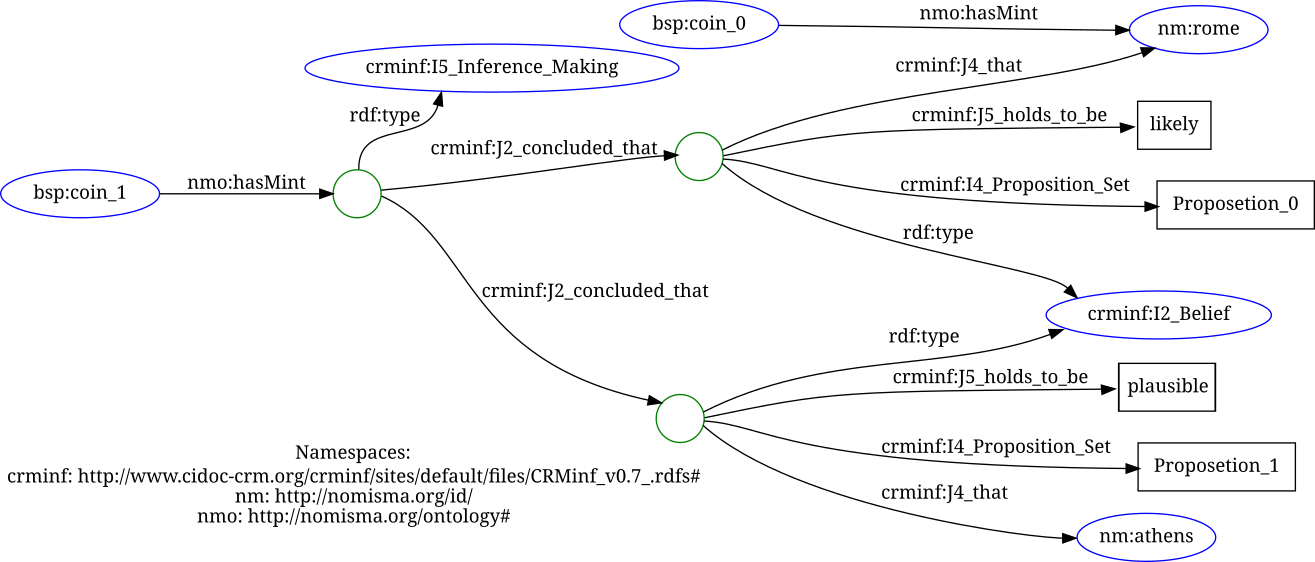 bsp:coin_0
nmo:hasMint
nm:rome
crminf:I5_Inference_Making
crminf:J4_that
rdf:type
crminf:J5_holds_to_be
likely
crminf:J2_concluded_that
bsp:coin_1
nmo:hasMint
crminf:I4_Proposition_Set
Proposetion_0
rdf:type
crminf:J2_concluded_that
crminf:I2_Belief
rdf:type
crminf:J5_holds_to_be
plausible
crminf:I4_Proposition_Set
Proposetion_1
crminf:J4_that
nm:athens
Namespaces:
crminf: http://www.cidoc-crm.org/crminf/sites/default/files/CRMinf_v0.7_.rdfs#
nm: http://nomisma.org/id/
nmo: http://nomisma.org/ontology#